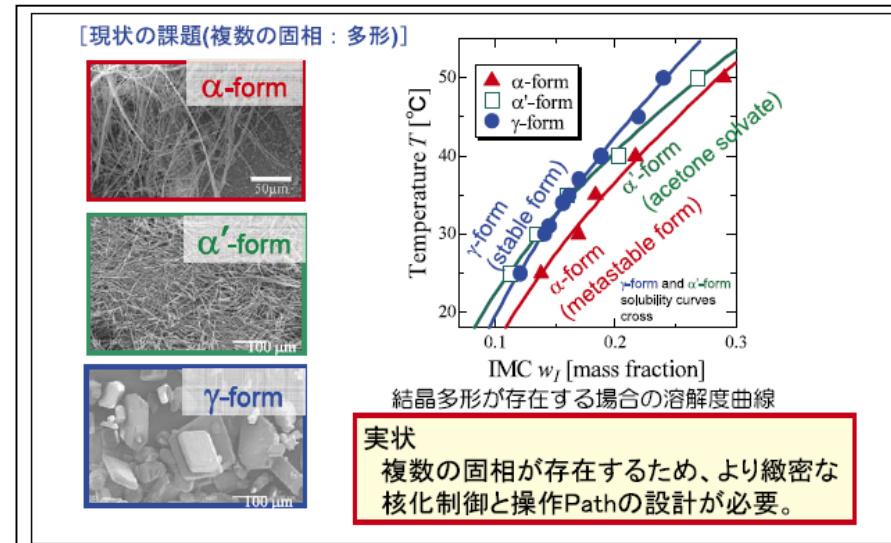 [現状の課題(複数の固相：多形)]
α-form
50μm
α'-form
100 μm
γ-form
100 μm
Temperature T [℃]
50
40
30
20
α-form
α'-form
γ-form
γ-form
(stable form)
α'-form
(acetone solvate)
α-form
(metastable form)
γ-form and α'-form
solubility curves
cross
0.1
0.2
0.3
IMC wI [mass fraction]
結晶多形が存在する場合の溶解度曲線
実状
複数の固相が存在するため、より緻密な
核化制御と操作Pathの設計が必要。